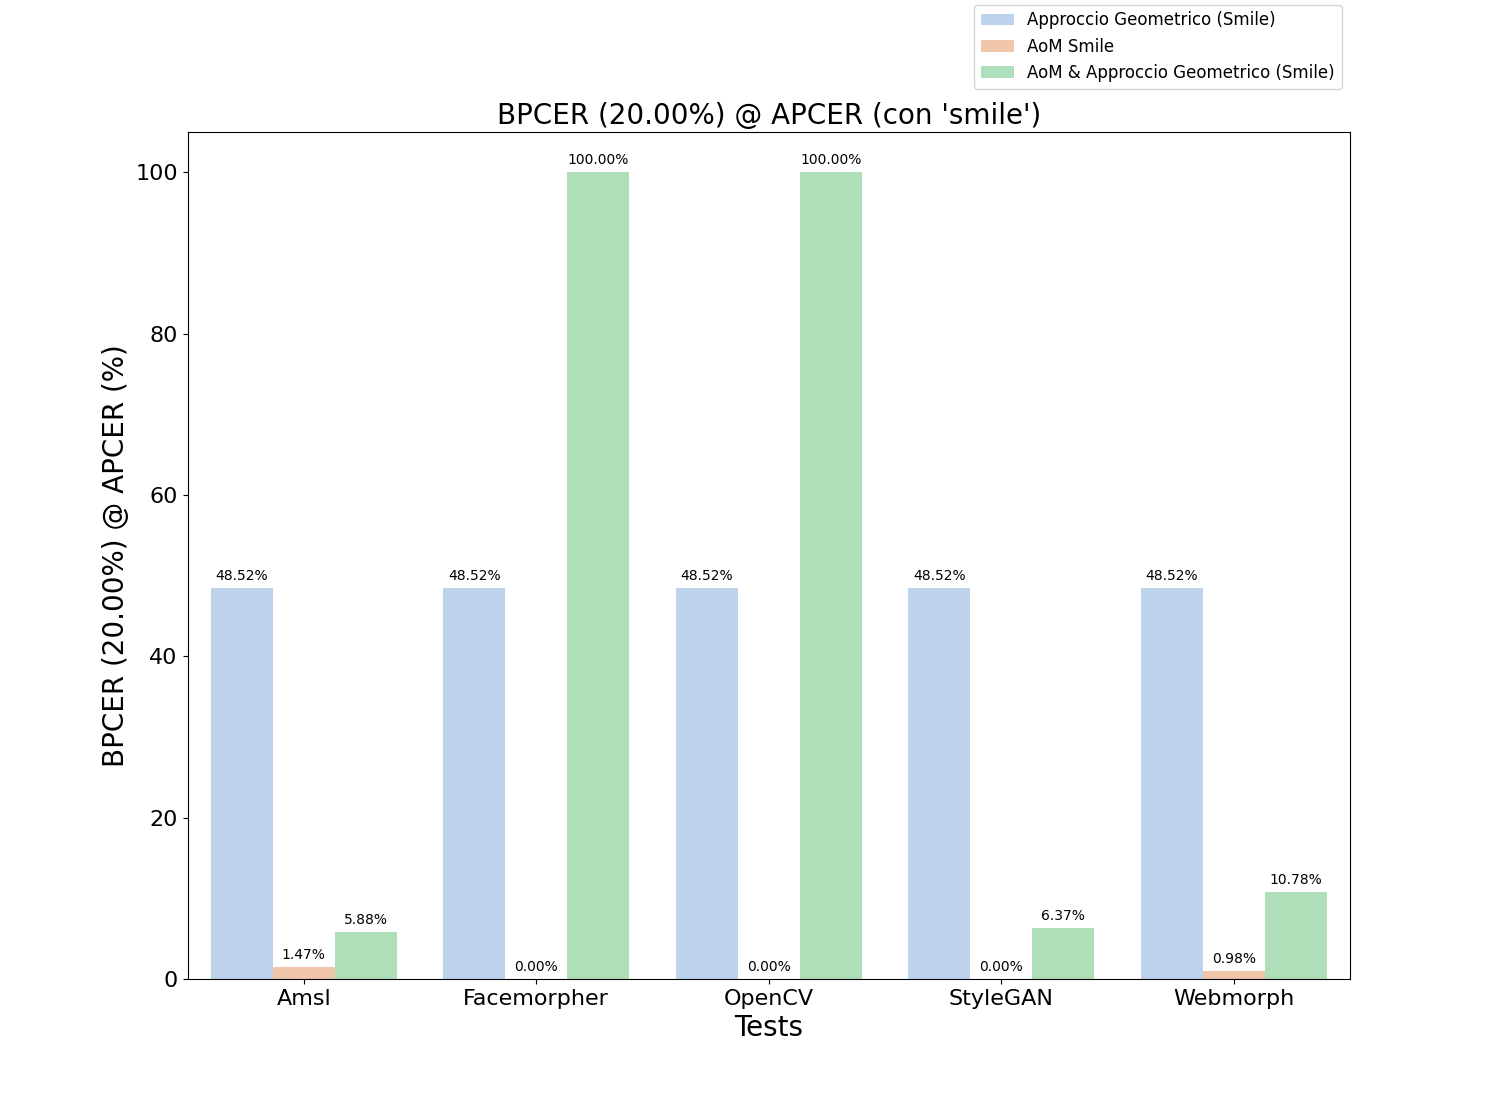 Approccio Geometrico (Smile)
AoM Smile
AoM & Approccio Geometrico (Smile)
BPCER (20.00%) @ APCER (con 'smile')
BPCER (20.00%) @ APCER (%)
100
80
60
40
20
0
48.52%
1.47%
5.88%
48.52%
0.00%
100.00%
48.52%
0.00%
100.00%
48.52%
0.00%
6.37%
48.52%
0.98%
10.78%
Amsl
Facemorpher
OpenCV
StyleGAN
Webmorph
Tests